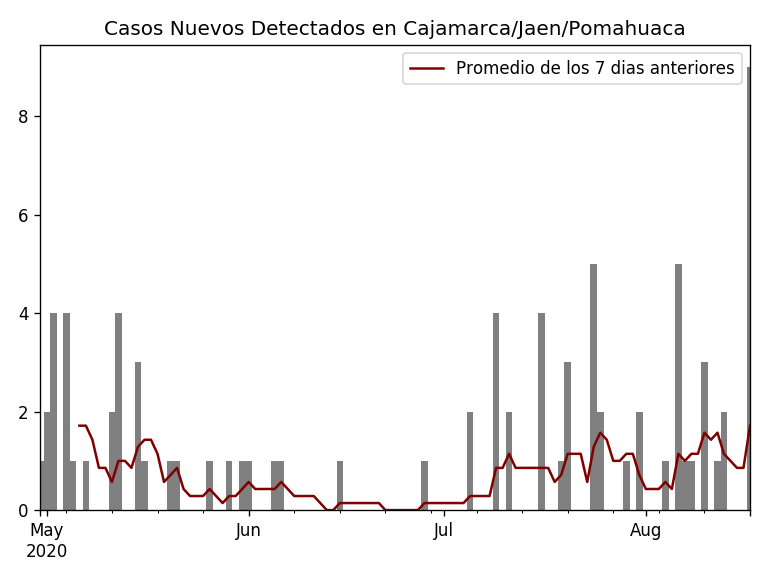 Casos Nuevos Detectados en Cajamarca/Jaen/Pomahuaca
Promedio de los 7 dias anteriores
8
6
4
2
0
May Jun Jul Aug
2020